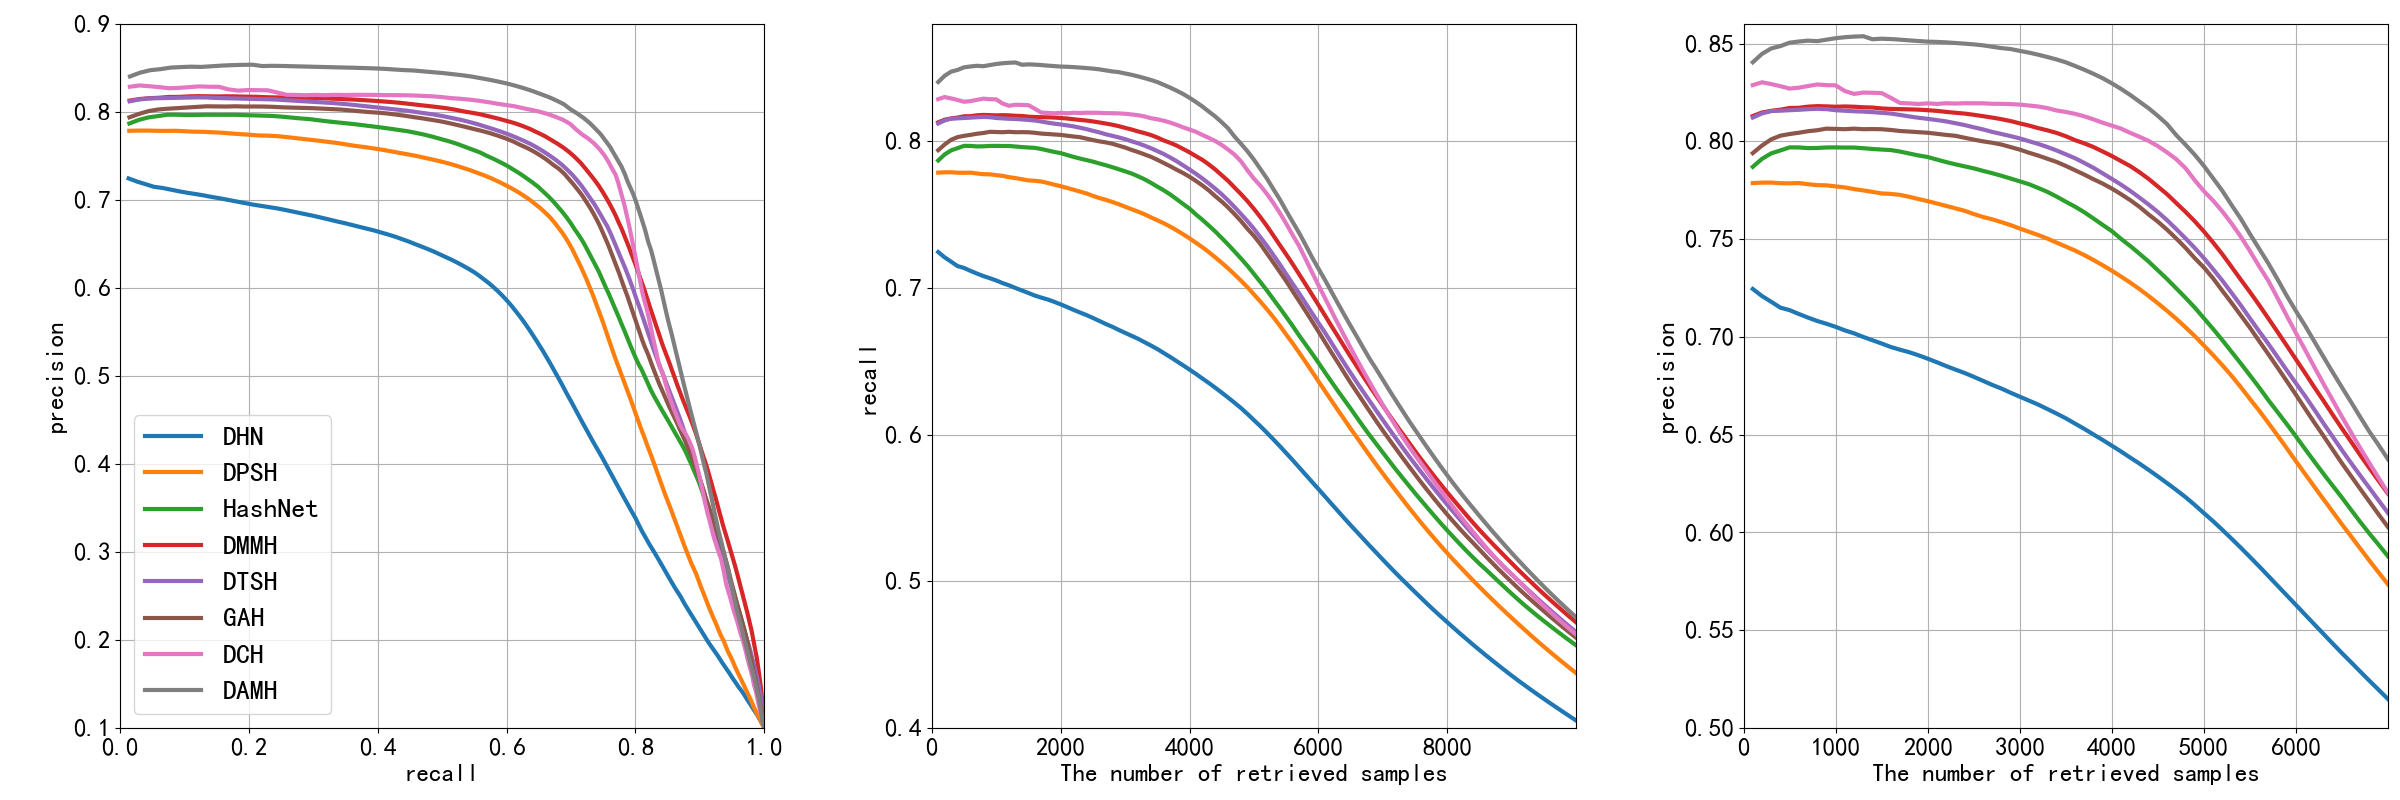 0.9
0.8
0.7
0.6
0.5
0.4
0.3
0.2
0.1
precision
DHN
DPSH
HashNet
DMMH
DTSH
GAH
DCH
DAMH
0.0 0.2 0.4 0.6 0.8 1.0
recall
0.8
0.7
0.6
0.5
0.4
recall
0 2000 4000 6000 8000
The number of retrieved samples
0.85
0.80
0.75
0.70
0.65
0.60
0.55
0.50
precision
0 1000 2000 3000 4000 5000 6000
The number of retrieved samples